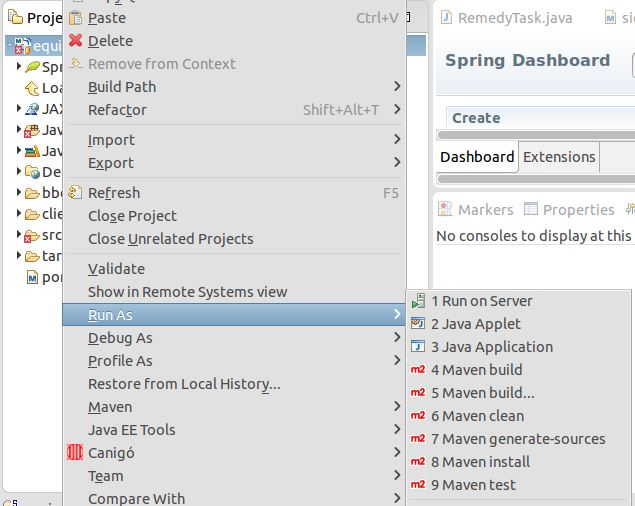 Proje
equi
Spr
Loa
JAX
Java
Java
De
bbc
clie
src
tar
Paste Ctrl+V
Delete
Remove from Context
Build Path
Refactor Shift+Alt+T
Import
Export
Refresh F5
Close Project
Close Unrelated Projects
Validate
Show in Remote Systems view
Run As
Debug As
Profile As
Restore from Local History...
Maven
Java EE Tools
Canigó
Team
Compare With
1 Run on Server
2 Java Applet
3 Java Application
4 Maven build
5 Maven build...
6 Maven clean
7 Maven generate-sources
8 Maven install
9 Maven test
RemedyTask.java
Spring Dashboard
Create
Dashboard Extensions
Markers Properties
No consoles to display at this